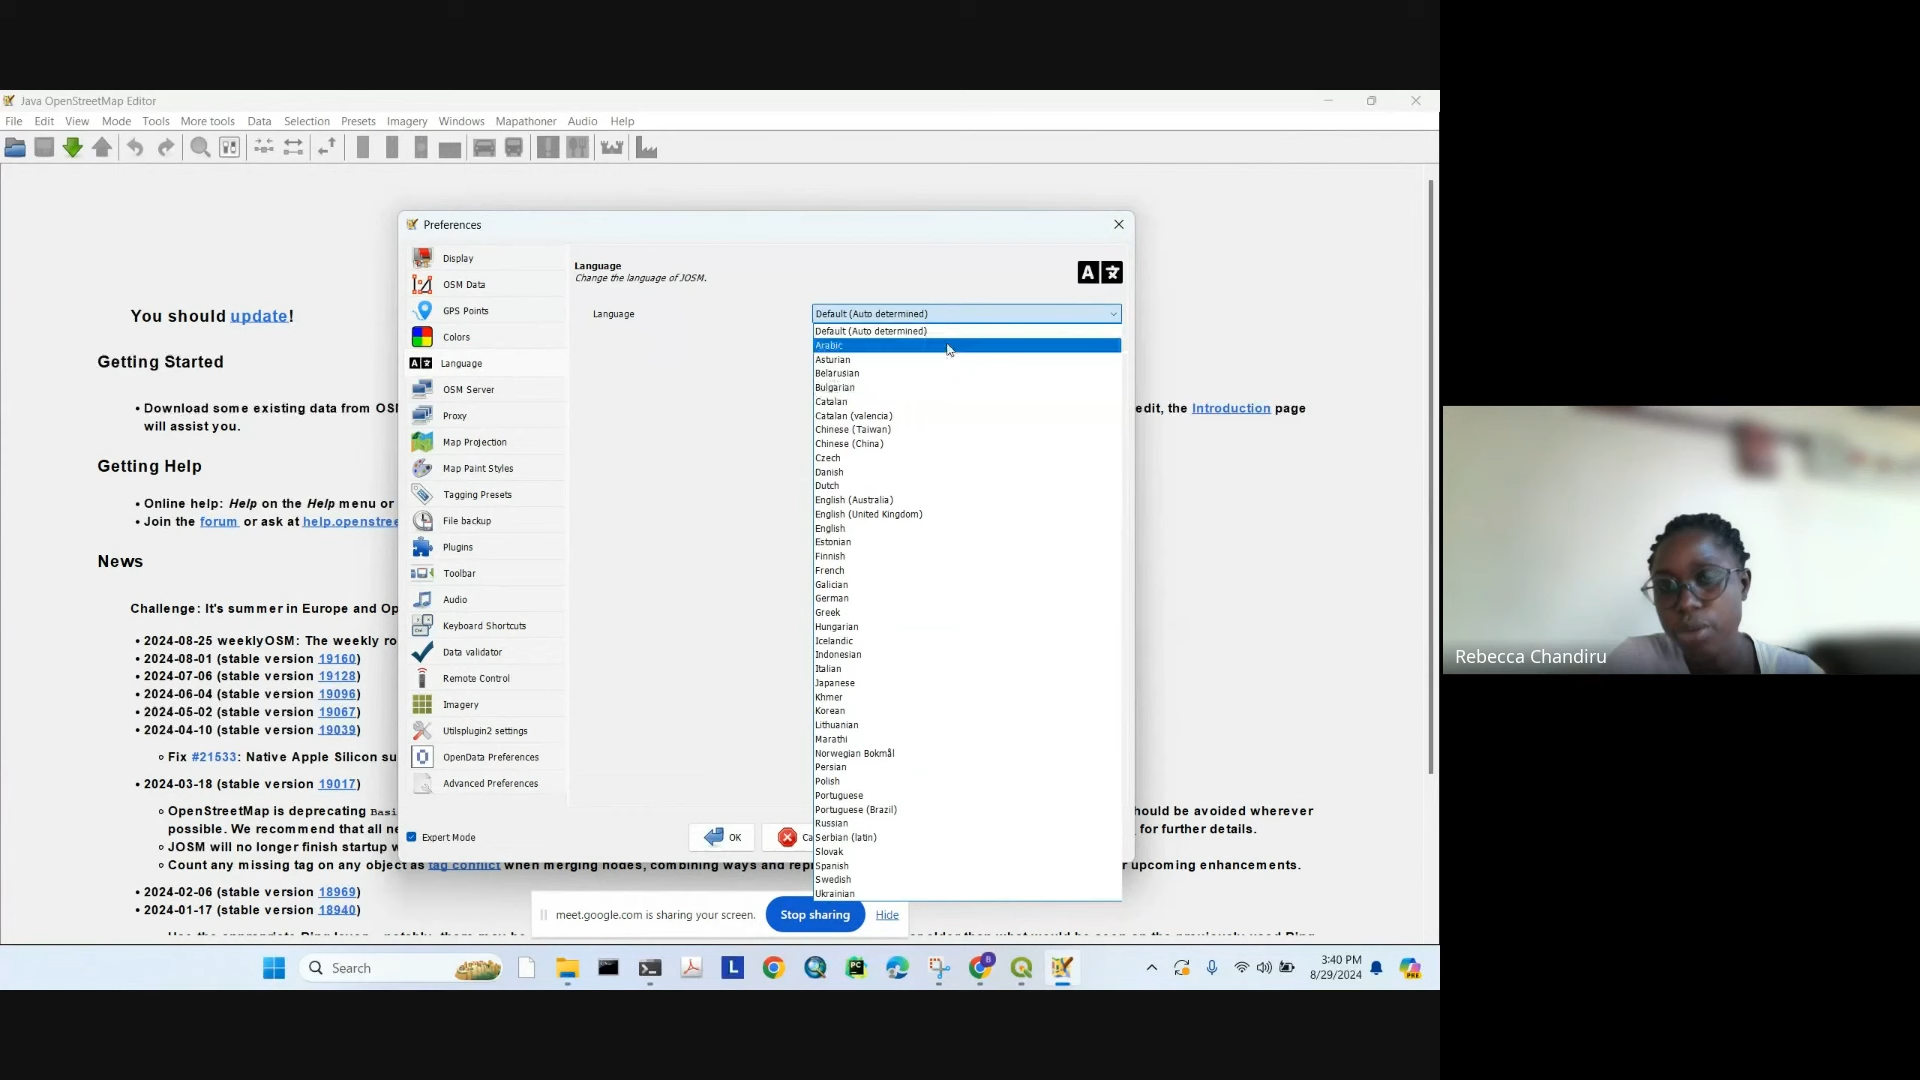 Java OpenStreetMap Editor
File Edit View Mode Tools More tools Data Selection Presets Imagery Windows Mapathoner Audio Help
You should update!
Getting Started
• Download some existing data from OS
edit, the Introduction page
will assist you.
Getting Help
• Online help: Help on the Help menu or
• Join the forum or ask at help.openstree
News
Challenge: It's summer in Europe and Op
• 2024-08-25 weeklyOSM: The weekly ro
• 2024-08-01 (stable version 19160)
• 2024-07-06 (stable version 19128)
• 2024-06-04 (stable version 19096)
• 2024-05-02 (stable version 19067)
• 2024-04-10 (stable version 19039)
Fix #21533: Native Apple Silicon su
• 2024-03-18 (stable version 19017)
OpenStreetMap is deprecating Basi
hould be avoided wherever
possible. We recommend that all ne
for further details.
JOSM will no longer finish startup w
Count any missing tag on any object as tag conflict when merging nodes, combining ways and repl
r upcoming enhancements.
• 2024-02-06 (stable version 18969)
• 2024-01-17 (stable version 18940)
Preferences
Display
OSM Data
GPS Points
Colors
Language
OSM Server
Proxy
Map Projection
Map Paint Styles
Tagging Presets
File backup
Plugins
Toolbar
Audio
Keyboard Shortcuts
Data validator
Remote Control
Imagery
Utilsplugin2 settings
OpenData Preferences
Advanced Preferences
Expert Mode
OK
Ca
Language
Change the language of JOSM.
Language
Default (Auto determined)
Default (Auto determined)
Arabic
Asturian
Belarusian
Bulgarian
Catalan
Catalan (valencia)
Chinese (Taiwan)
Chinese (China)
Czech
Danish
Dutch
English (Australia)
English (United Kingdom)
English
Estonian
Finnish
French
Galician
German
Greek
Hungarian
Icelandic
Indonesian
Italian
Japanese
Khmer
Korean
Lithuanian
Marathi
Norwegian Bokmål
Persian
Polish
Portuguese
Portuguese (Brazil)
Russian
Serbian (latin)
Slovak
Spanish
Swedish
Ukrainian
A文
meet.google.com is sharing your screen.
Stop sharing
Hide
Search
3:40 PM
8/29/2024
Rebecca Chandiru